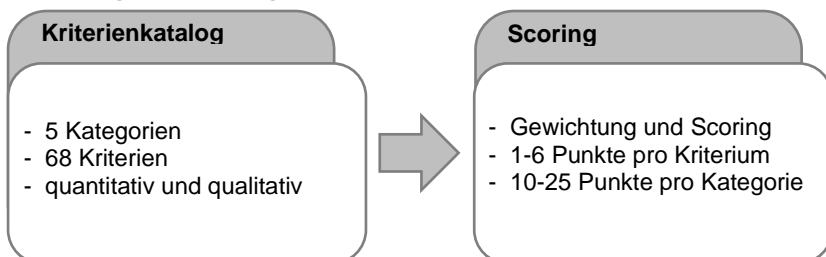 Kriterienkatalog
- 5 Kategorien
- 68 Kriterien
- quantitativ und qualitativ
Scoring
- Gewichtung und Scoring
- 1-6 Punkte pro Kriterium
- 10-25 Punkte pro Kategorie